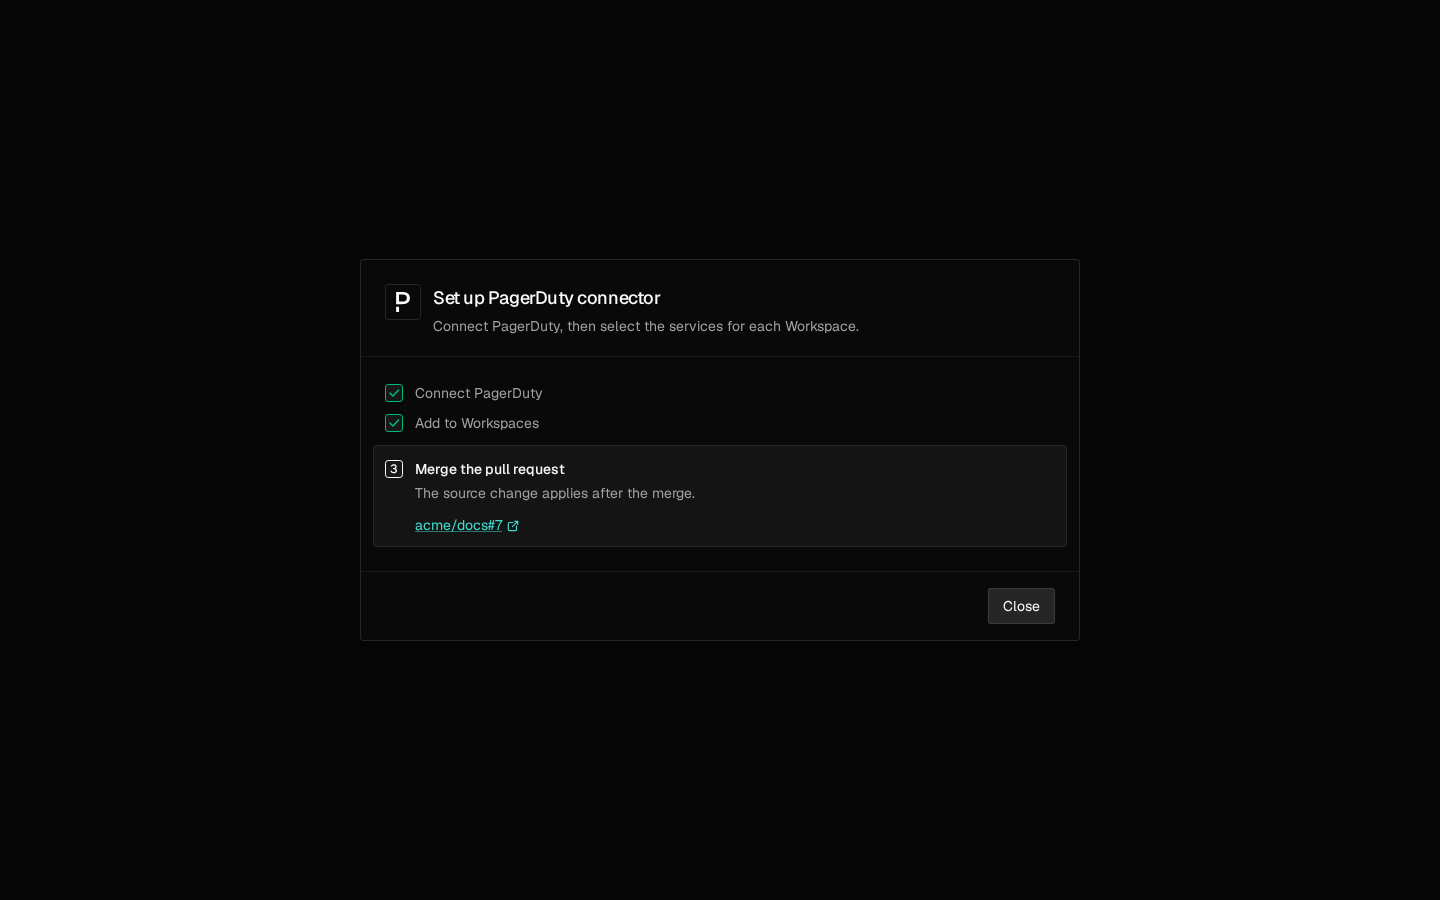 Set up PagerDuty connector
Connect PagerDuty, then select the services for each Workspace.
Connect PagerDuty
Add to Workspaces
3 Merge the pull request
The source change applies after the merge.
acme/docs#7
Close